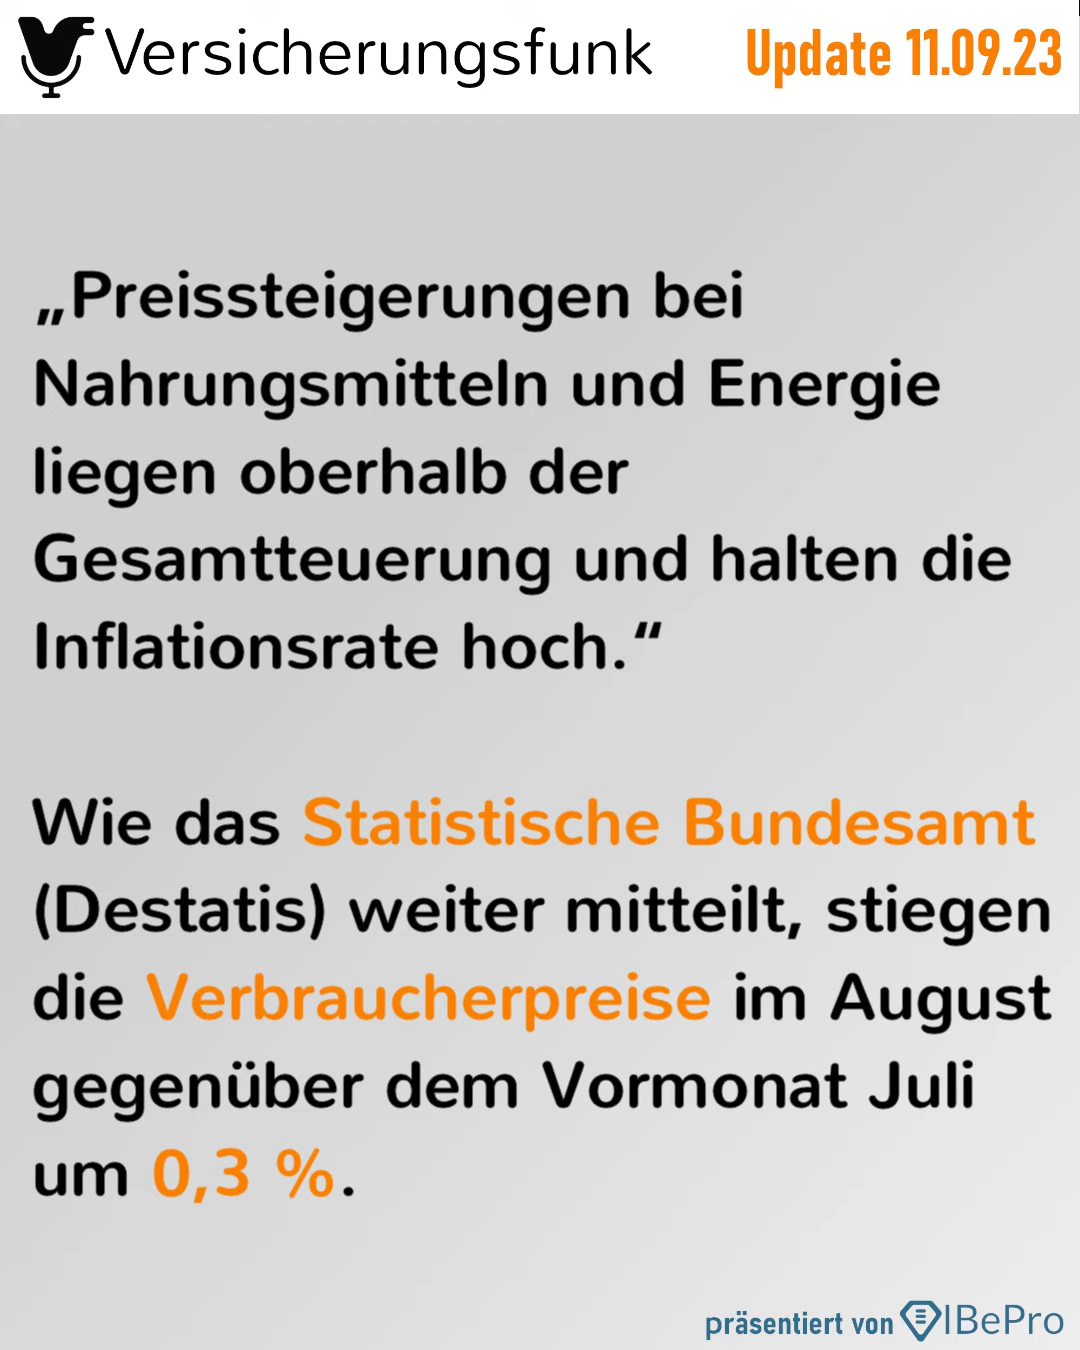 Versicherungsfunk
Update 11.09.23
„Preissteigerungen bei
Nahrungsmitteln und Energie
liegen oberhalb der
Gesamtteuerung und halten die
Inflationsrate hoch.“
Wie das Statistische Bundesamt
(Destatis) weiter mitteilt, stiegen
die Verbraucherpreise im August
gegenüber dem Vormonat Juli
um 0,3 %.
präsentiert von IBePro